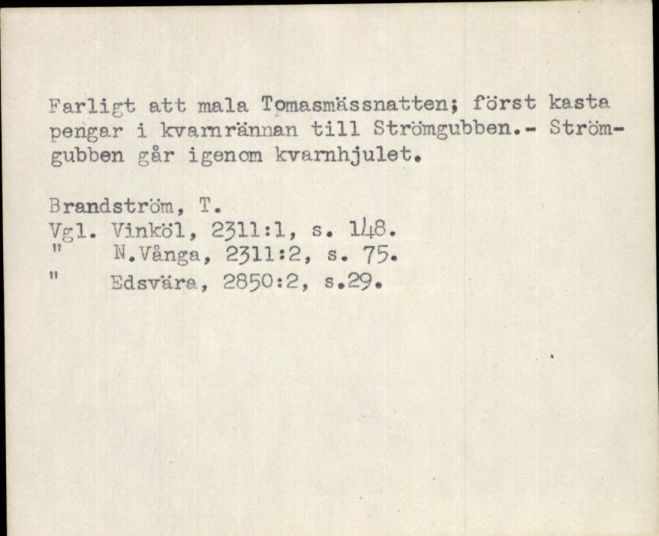 Farligt att mala Tomasmässnatten; först kasta
pengar i kvarnrännan till Strömgubben.- Ström-
gubben går igenom kvarnhjulet.
Brandström, T.
Vgl. Vinköl, 2311:1, s. 148.
" N.Vånga, 2311:2, s. 75.
" Edsvära, 2850:2, s.29.